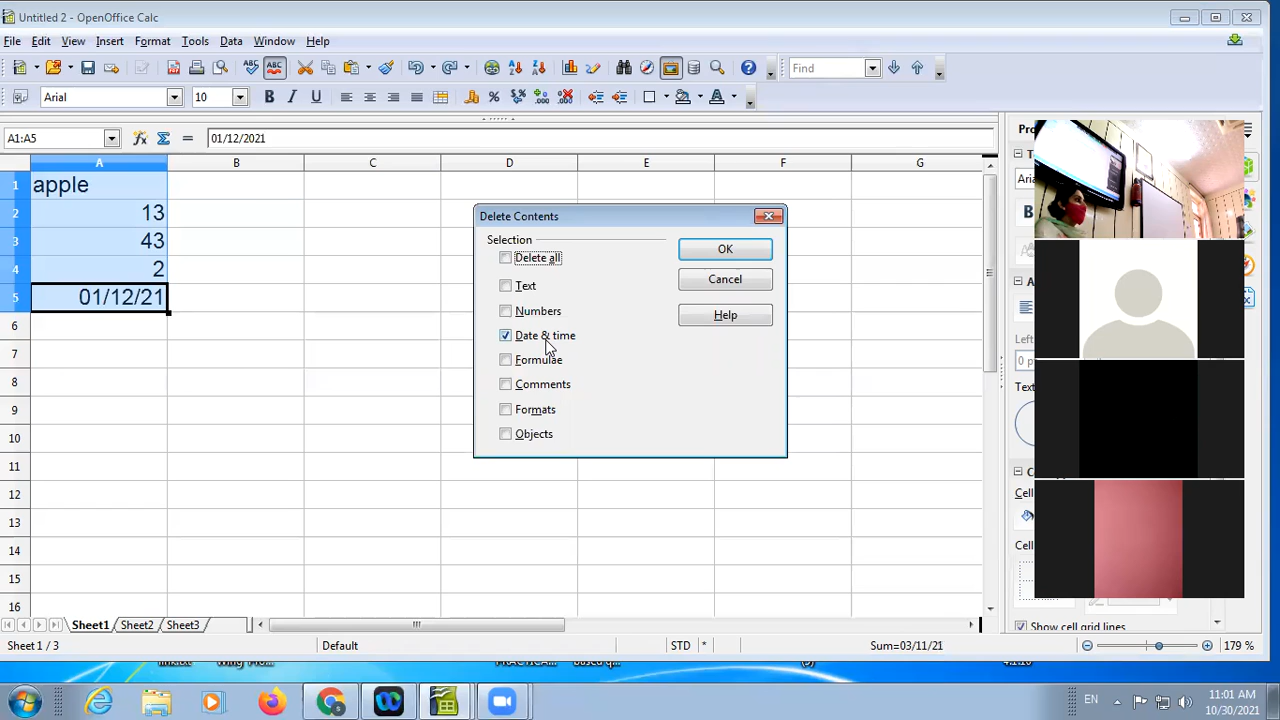 Untitled 2 - OpenOffice Calc
File Edit View Insert Format Tools Data Window Help
Find
Arial 10
A1:A5 01/12/2021
A B C D E F G
1 apple
2 13
3 43
4 2
5 01/12/21
6
7
8
9
10
11
12
13
14
15
16
Delete Contents
Selection
Delete all
Text
Numbers
Date & time
Formulae
Comments
Formats
Objects
OK
Cancel
Help
Show cell grid lines
Sheet1 Sheet2 Sheet3
Sheet 1 / 3 Default STD * Sum=03/11/21 179 %
EN
11:01 AM
10/30/2021